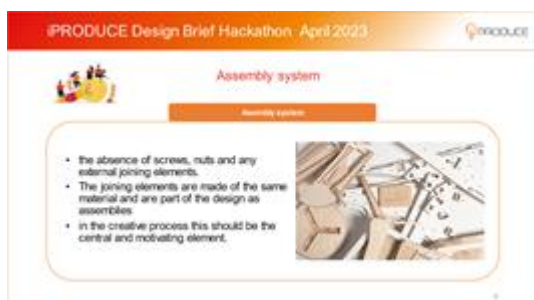 iPRODUCE Design Brief Hackathon April 2023
iPRODUCE
Assembly system
Assembly system
• the absence of screws, nuts and any
external joining elements.
• The joining elements are made of the same
material and are part of the design as
assemblies
• in the creative process this should be the
central and motivating element.